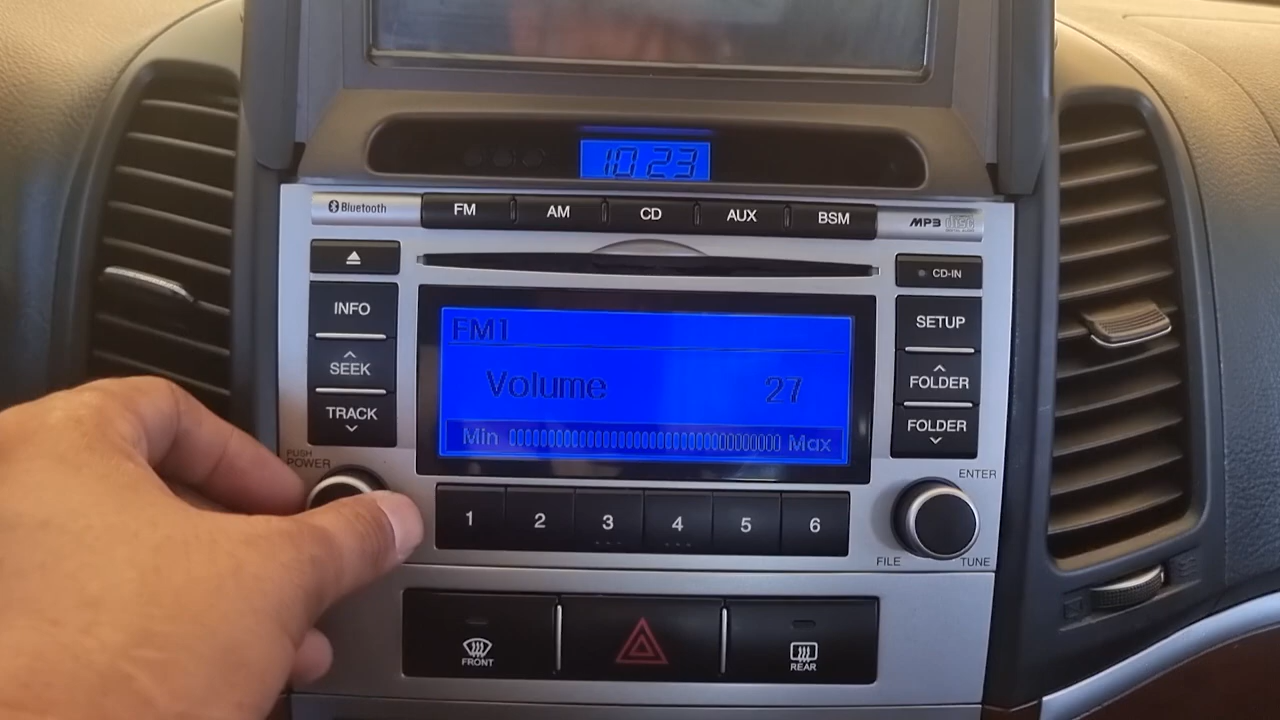 10:23
Bluetooth FM AM CD AUX BSM MP3 disc
CD-IN
INFO
SETUP
FM1
SEEK
FOLDER
Volume 27
TRACK
FOLDER
Min Max
PUSH
POWER
ENTER
1 2 3 4 5 6
FILE TUNE
FRONT REAR